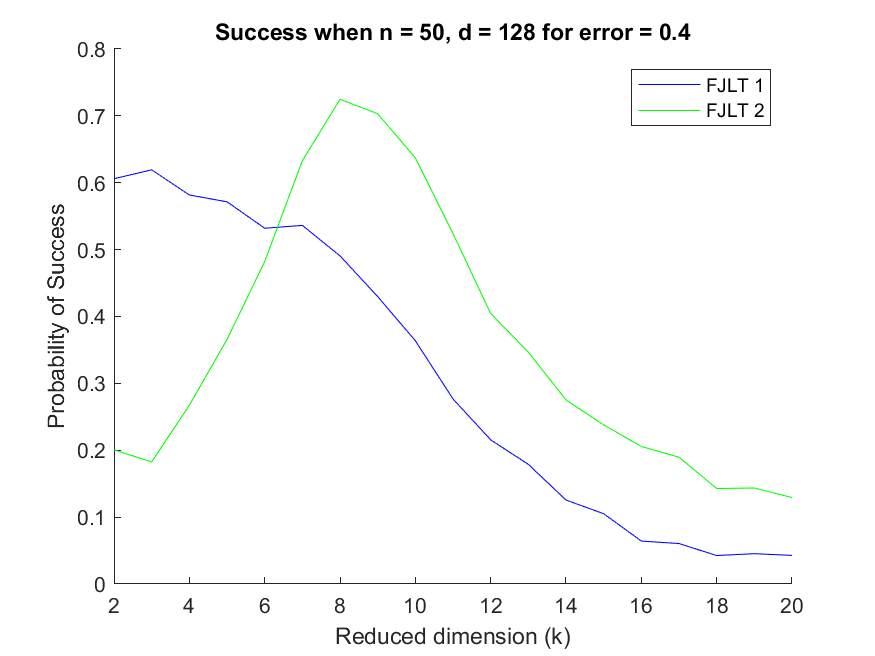 Success when n = 50, d = 128 for error = 0.4
FJLT 1
FJLT 2
0.8
0.7
0.6
0.5
0.4
0.3
0.2
0.1
0
Probability of Success
2 4 6 8 10 12 14 16 18 20
Reduced dimension (k)